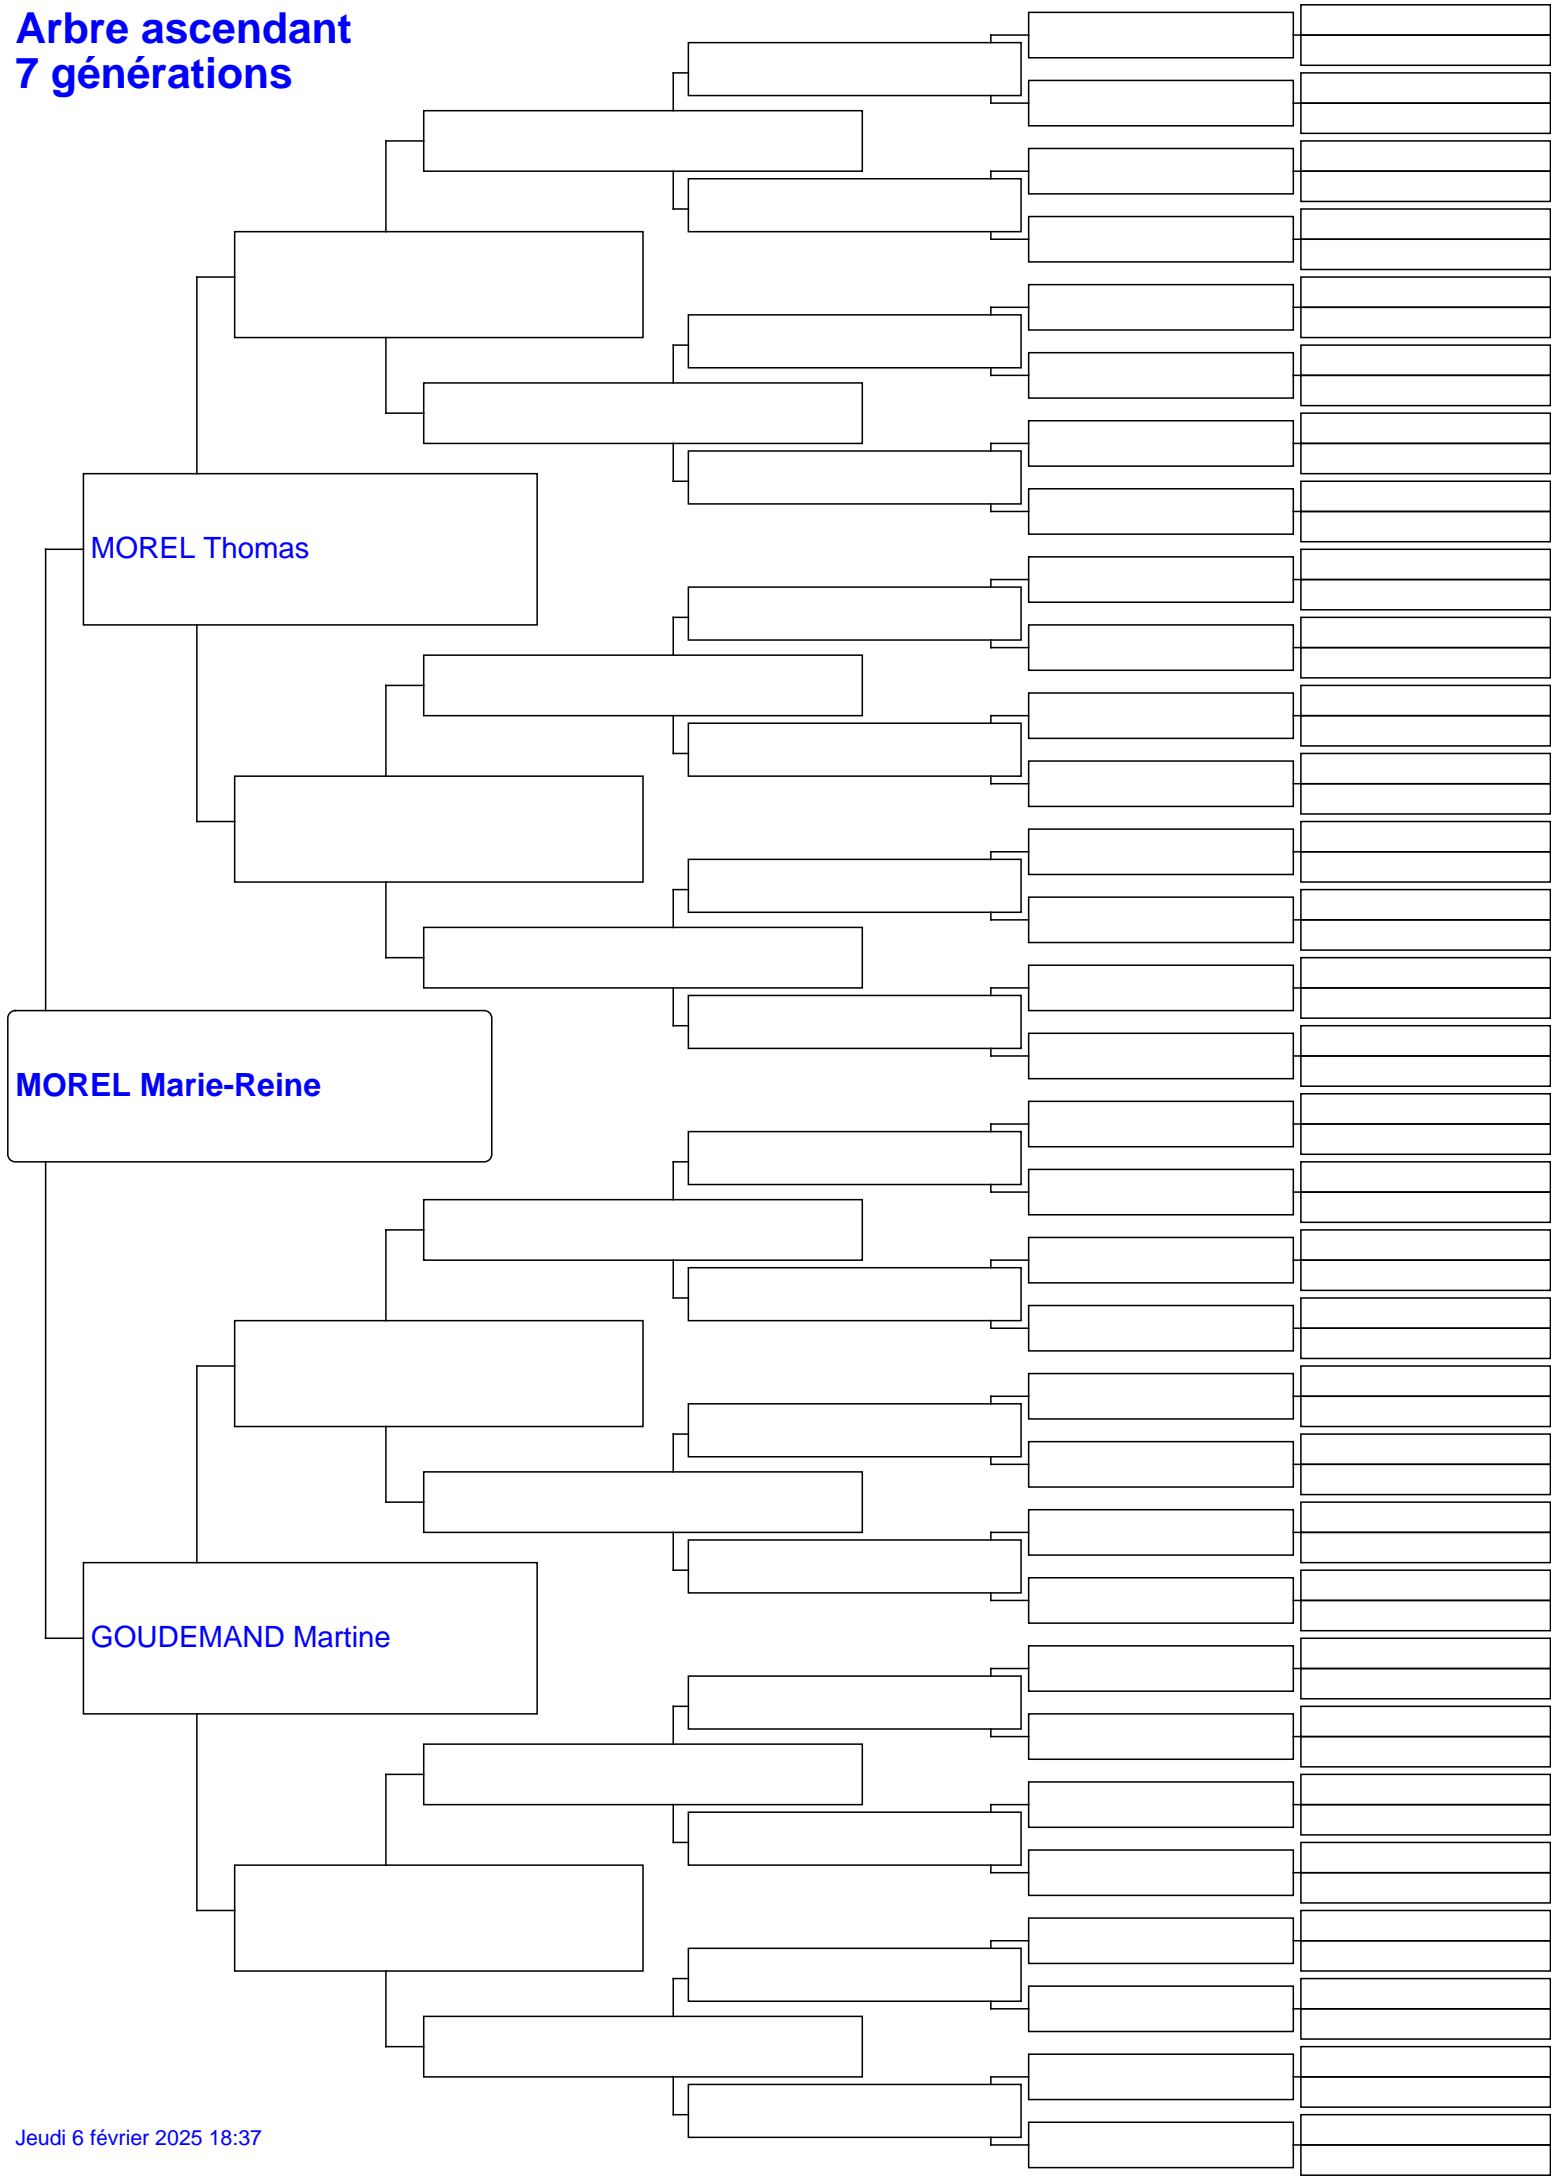 Arbre ascendant
7 générations
MOREL Thomas
MOREL Marie-Reine
GOUDEMAND Martine
Jeudi 6 février 2025 18:37